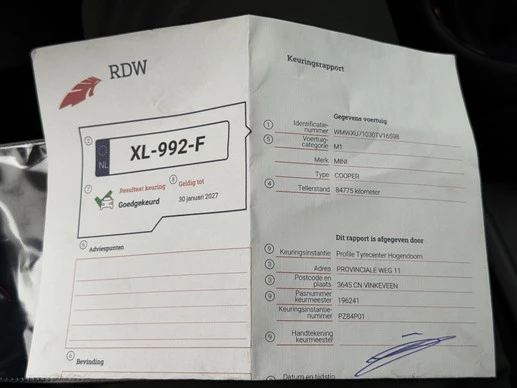 RDW
XL-992-F
NL
Resultaat keuring
Goedgekeurd
Geldig tot
30 januari 2027
Adviespunten
Bevinding
Keuringsrapport
Gegevens voertuig
Identificatie-
nummer
Voertuig-
categorie M1
Merk MINI
Type COOPER
Tellerstand 84775 kilometer
Dit rapport is afgegeven door
Keuringsinstantie Profile Tyrecenter Hogendoorn
Adres PROVINCIALE WEG 11
Postcode en
plaats 3645 CN VINKEVEEN
Pasnummer
keurmeester 196241
Keuringsinstantie-
nummer PZ84P01
Handtekening
keurmeester
Datum en tijdstip